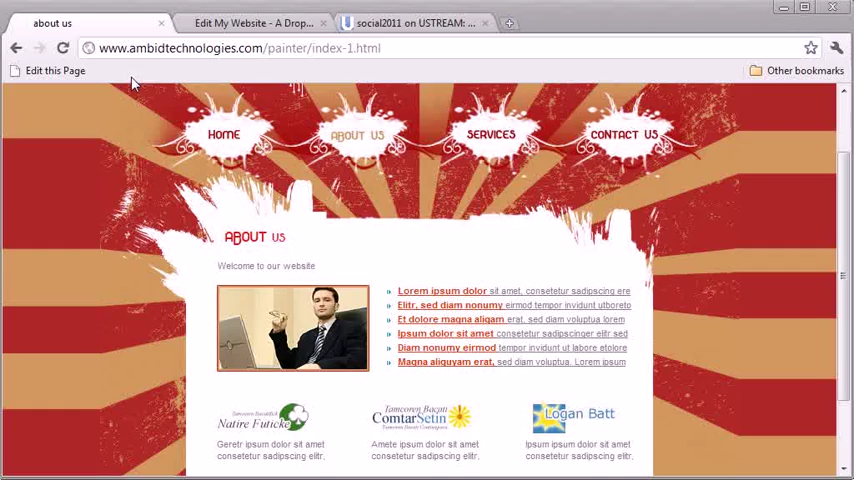 about us
Edit My Website - A Drop...
social2011 on USTREAM: ...
www.ambidtechnologies.com/painter/index-1.html
Edit this Page
Other bookmarks
HOME
ABOUT US
SERVICES
CONTACT US
ABOUT US
Welcome to our website
» Lorem ipsum dolor sit amet, consetetur sadipscing ere
» Elitr, sed diam nonumy eirmod tempor invidunt utboreto
» Et dolore magna aliqam erat, sed diam voluptua lorem
» Ipsum dolor sit amet consetetur sadipscinger elitr sed
» Diam nonumy eirmod tempor invidunt ut labore etolore
» Magna aliquyam erat, sed diam voluptua. Lorem ipsum
Natire Futicke
Tamcoren Bacan
ComtarSetin
Logan Batt
Geretr ipsum dolor sit amet
consetetur sadipscing elitr.
Amete ipsum dolor sit amet
consetetur sadipscing elitr.
Ipsum ipsum dolor sit amet
consetetur sadipscing elitr.